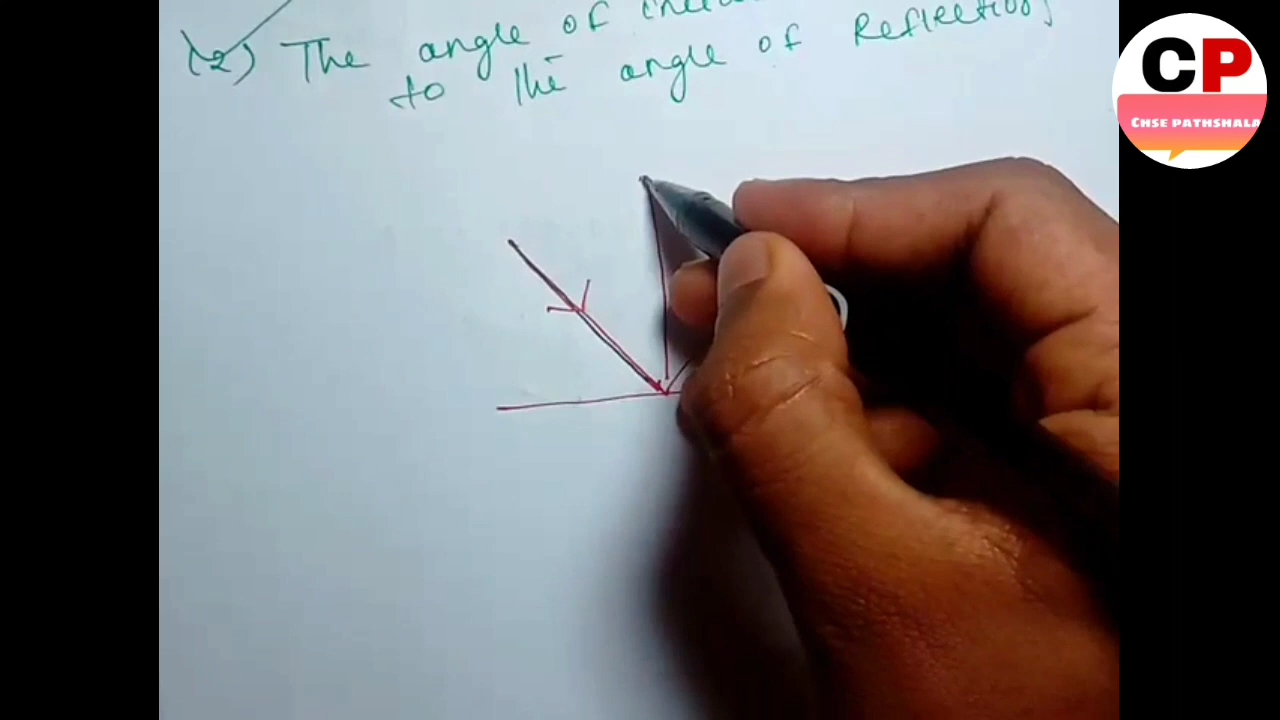 (2) The angle of
to the angle of Reflection,
CP
CHSE PATHSHALA